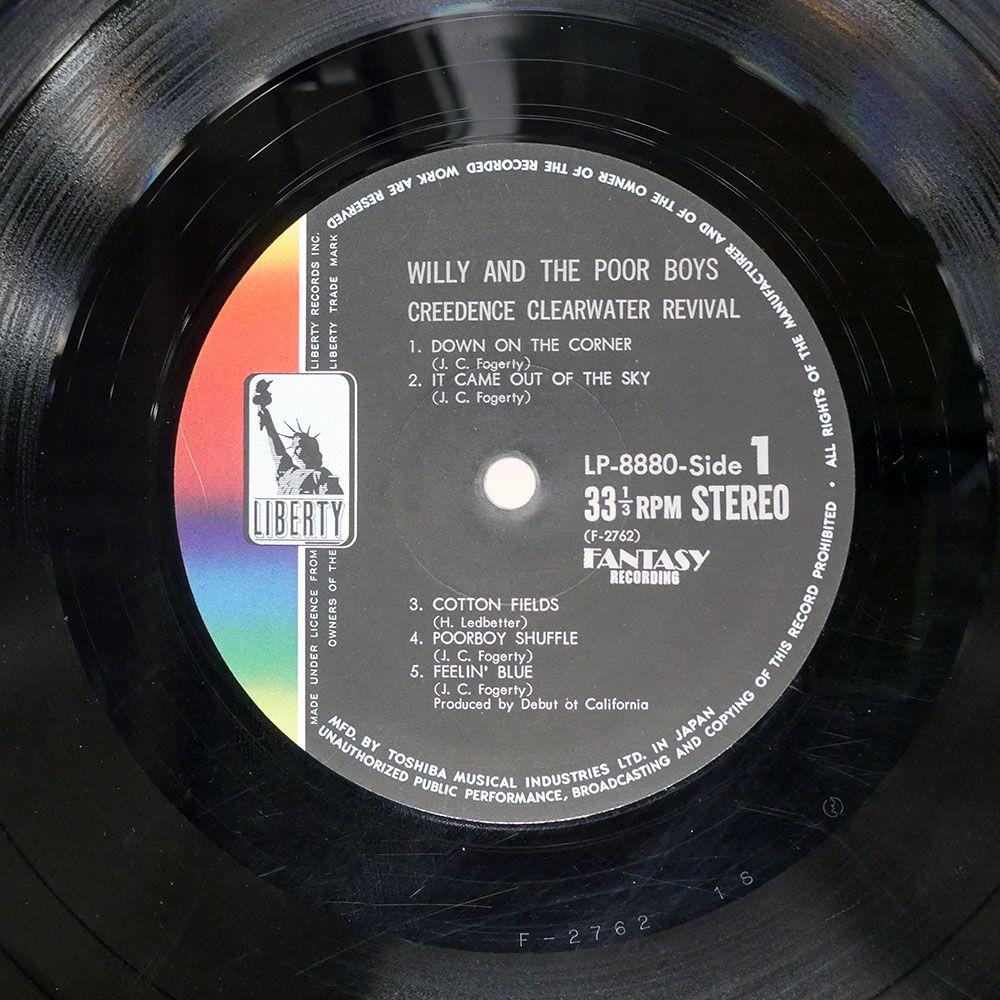 WILLY AND THE POOR BOYS
CREEDENCE CLEARWATER REVIVAL
1. DOWN ON THE CORNER
(J. C. Fogerty)
2. IT CAME OUT OF THE SKY
(J. C. Fogerty)
LP-8880-Side 1
33 1/3 RPM STEREO
(F-2762)
FANTASY
RECORDING
3. COTTON FIELDS
(H. Ledbetter)
4. POORBOY SHUFFLE
(J. C. Fogerty)
5. FEELIN' BLUE
(J. C. Fogerty)
Produced by Debut ot California
LIBERTY
MADE UNDER LICENCE FROM LIBERTY RECORDS INC.
OWNERS OF THE LIBERTY TRADE MARK
MFD. BY TOSHIBA MUSICAL INDUSTRIES LTD. IN JAPAN
UNAUTHORIZED PUBLIC PERFORMANCE, BROADCASTING AND COPYING OF THIS RECORD PROHIBITED • ALL RIGHTS OF THE MANUFACTURER AND OF THE OWNER OF THE RECORDED WORK ARE RESERVED
F-2762 1S